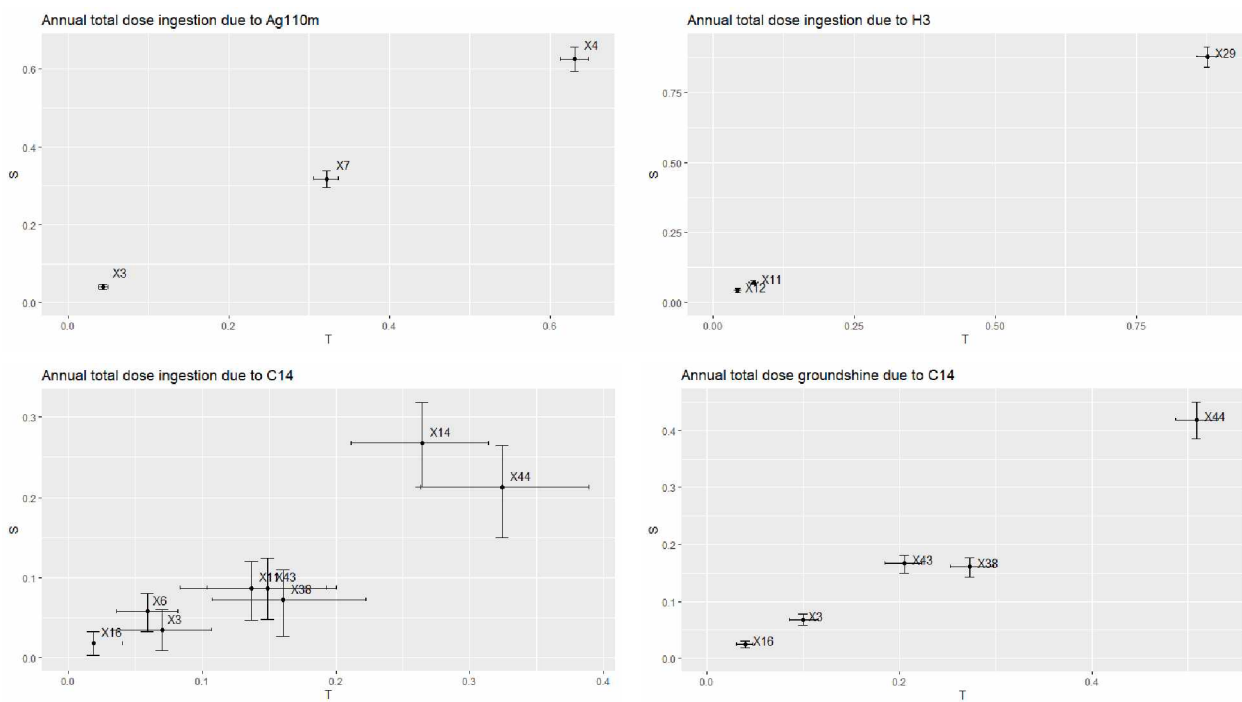 Annual total dose ingestion due to Ag110m
X4
0.6
X7
0.4
S
0.2
X3
0.0
0.0 0.2 0.4 0.6
T
Annual total dose ingestion due to H3
X29
0.75
0.50
S
0.25
X11
X12
0.00
0.00 0.25 0.50 0.75
T
Annual total dose ingestion due to C14
0.3
X14
X44
0.2
S
0.1
X11 X43
X38
X6
X3
X16
0.0
0.0 0.1 0.2 0.3 0.4
T
Annual total dose groundshine due to C14
X44
0.4
0.3
S
0.2
X43 X38
0.1
X3
X16
0.0
0.0 0.2 0.4
T